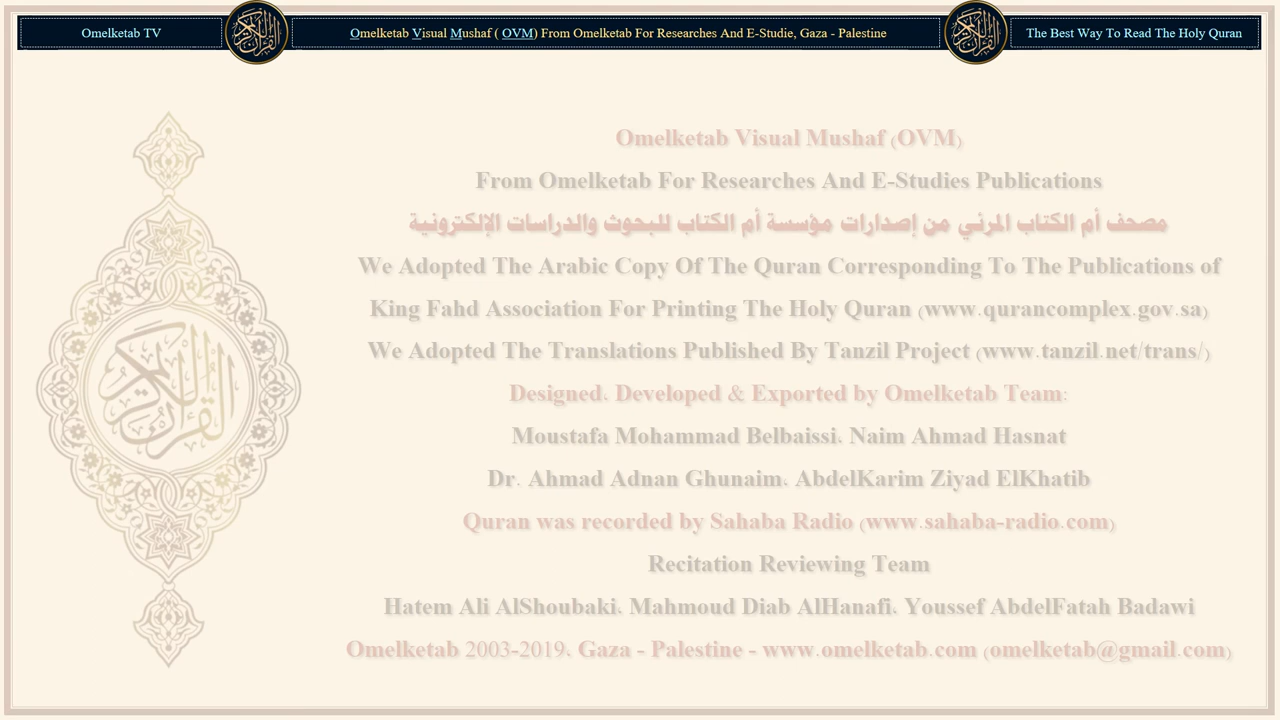 Omelketab TV
Omelketab Visual Mushaf ( OVM) From Omelketab For Researches And E-Studie, Gaza - Palestine
The Best Way To Read The Holy Quran
Omelketab Visual Mushaf (OVM)
From Omelketab For Researches And E-Studies Publications
مصحف أم الكتاب المرئي من إصدارات مؤسسة أم الكتاب للبحوث والدراسات الإلكترونية
We Adopted The Arabic Copy Of The Quran Corresponding To The Publications of
King Fahd Association For Printing The Holy Quran (www.qurancomplex.gov.sa)
We Adopted The Translations Published By Tanzil Project (www.tanzil.net/trans/)
Designed، Developed & Exported by Omelketab Team:
Moustafa Mohammad Belbaissi، Naim Ahmad Hasnat
Dr. Ahmad Adnan Ghunaim، AbdelKarim Ziyad ElKhatib
Quran was recorded by Sahaba Radio (www.sahaba-radio.com)
Recitation Reviewing Team
Hatem Ali AlShoubaki، Mahmoud Diab AlHanafi، Youssef AbdelFatah Badawi
Omelketab 2003-2019، Gaza - Palestine - www.omelketab.com (omelketab@gmail.com)
القرآن الكريم